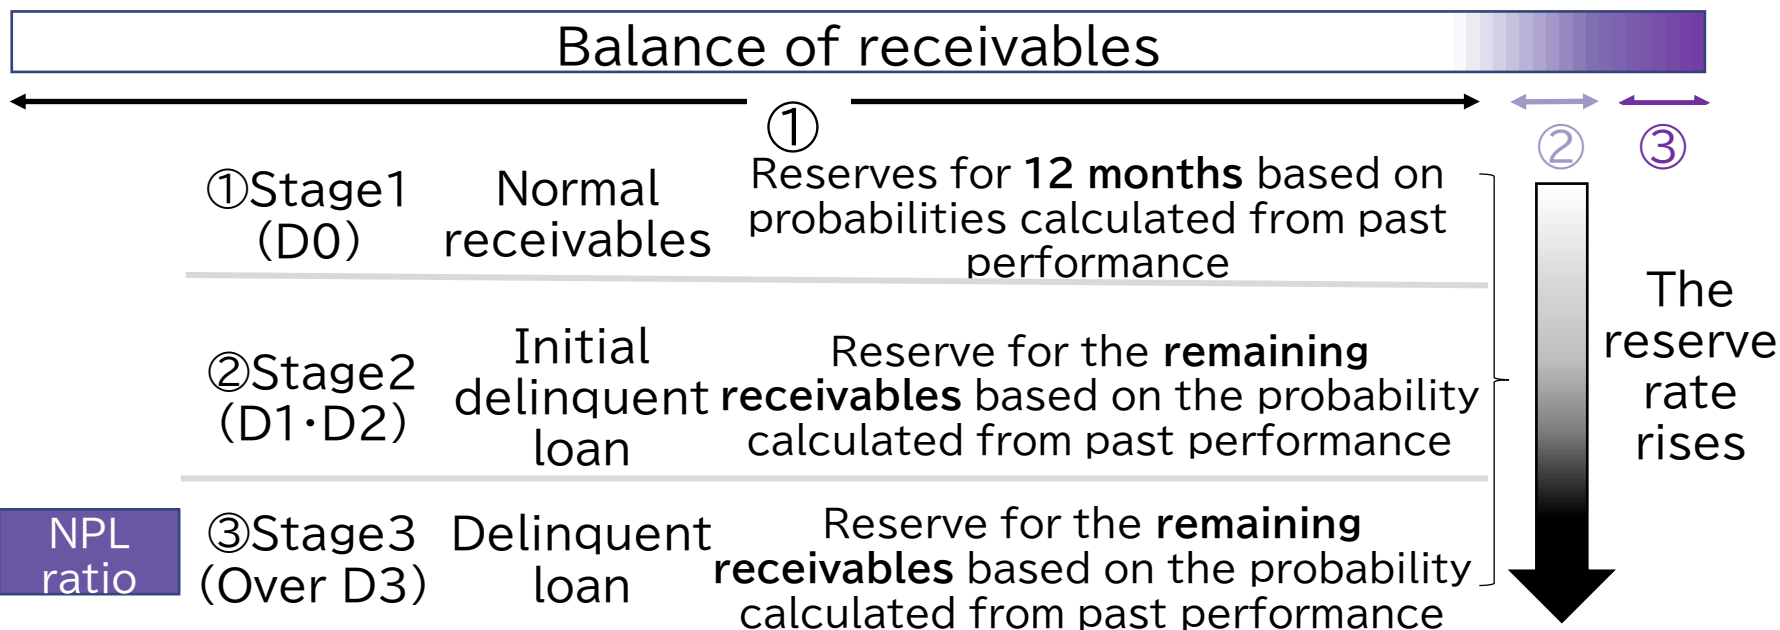 Balance of receivables
①
②
③
①Stage1
(D0)
Normal
receivables
Reserves for 12 months based on
probabilities calculated from past
performance
②Stage2
(D1・D2)
Initial
delinquent
loan
Reserve for the remaining
receivables based on the probability
calculated from past performance
The
reserve
rate
rises
NPL
ratio
③Stage3
(Over D3)
Delinquent
loan
Reserve for the remaining
receivables based on the probability
calculated from past performance